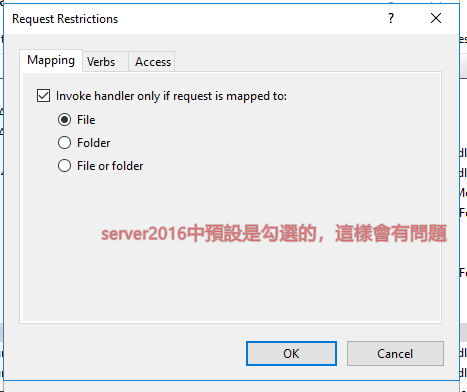 Request Restrictions
?
Mapping
Verbs
Access
Invoke handler only if request is mapped to:
File
Folder
File or folder
server2016中預設是勾選的，這樣會有問題
OK
Cancel